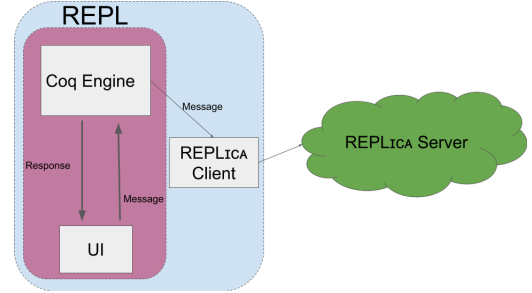 REPL
Coq Engine
Message
REPLICA
Client
REPLICA Server
Response
Message
UI